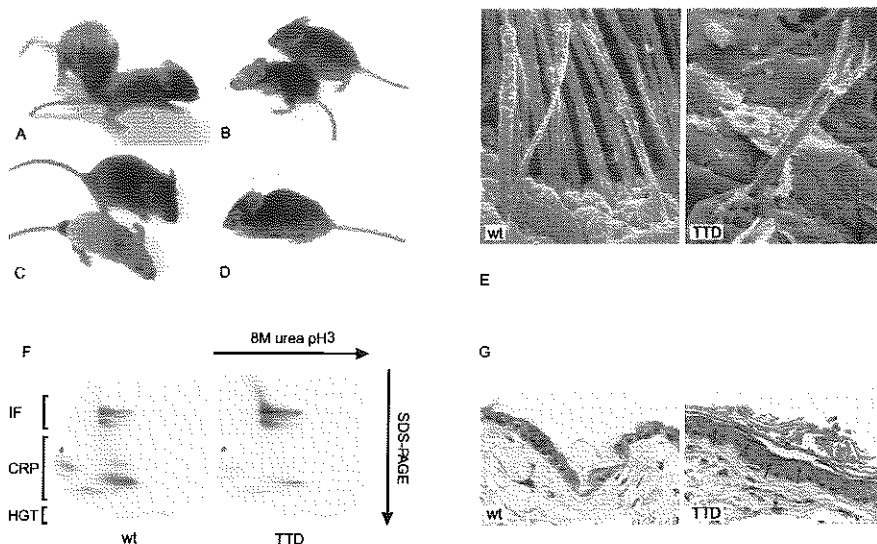 A
B
C
D
wt
TTD
E
F
8M urea pH3
IF
CRP
HGT
SDS-PAGE
wt
TTD
G
wt
TTD